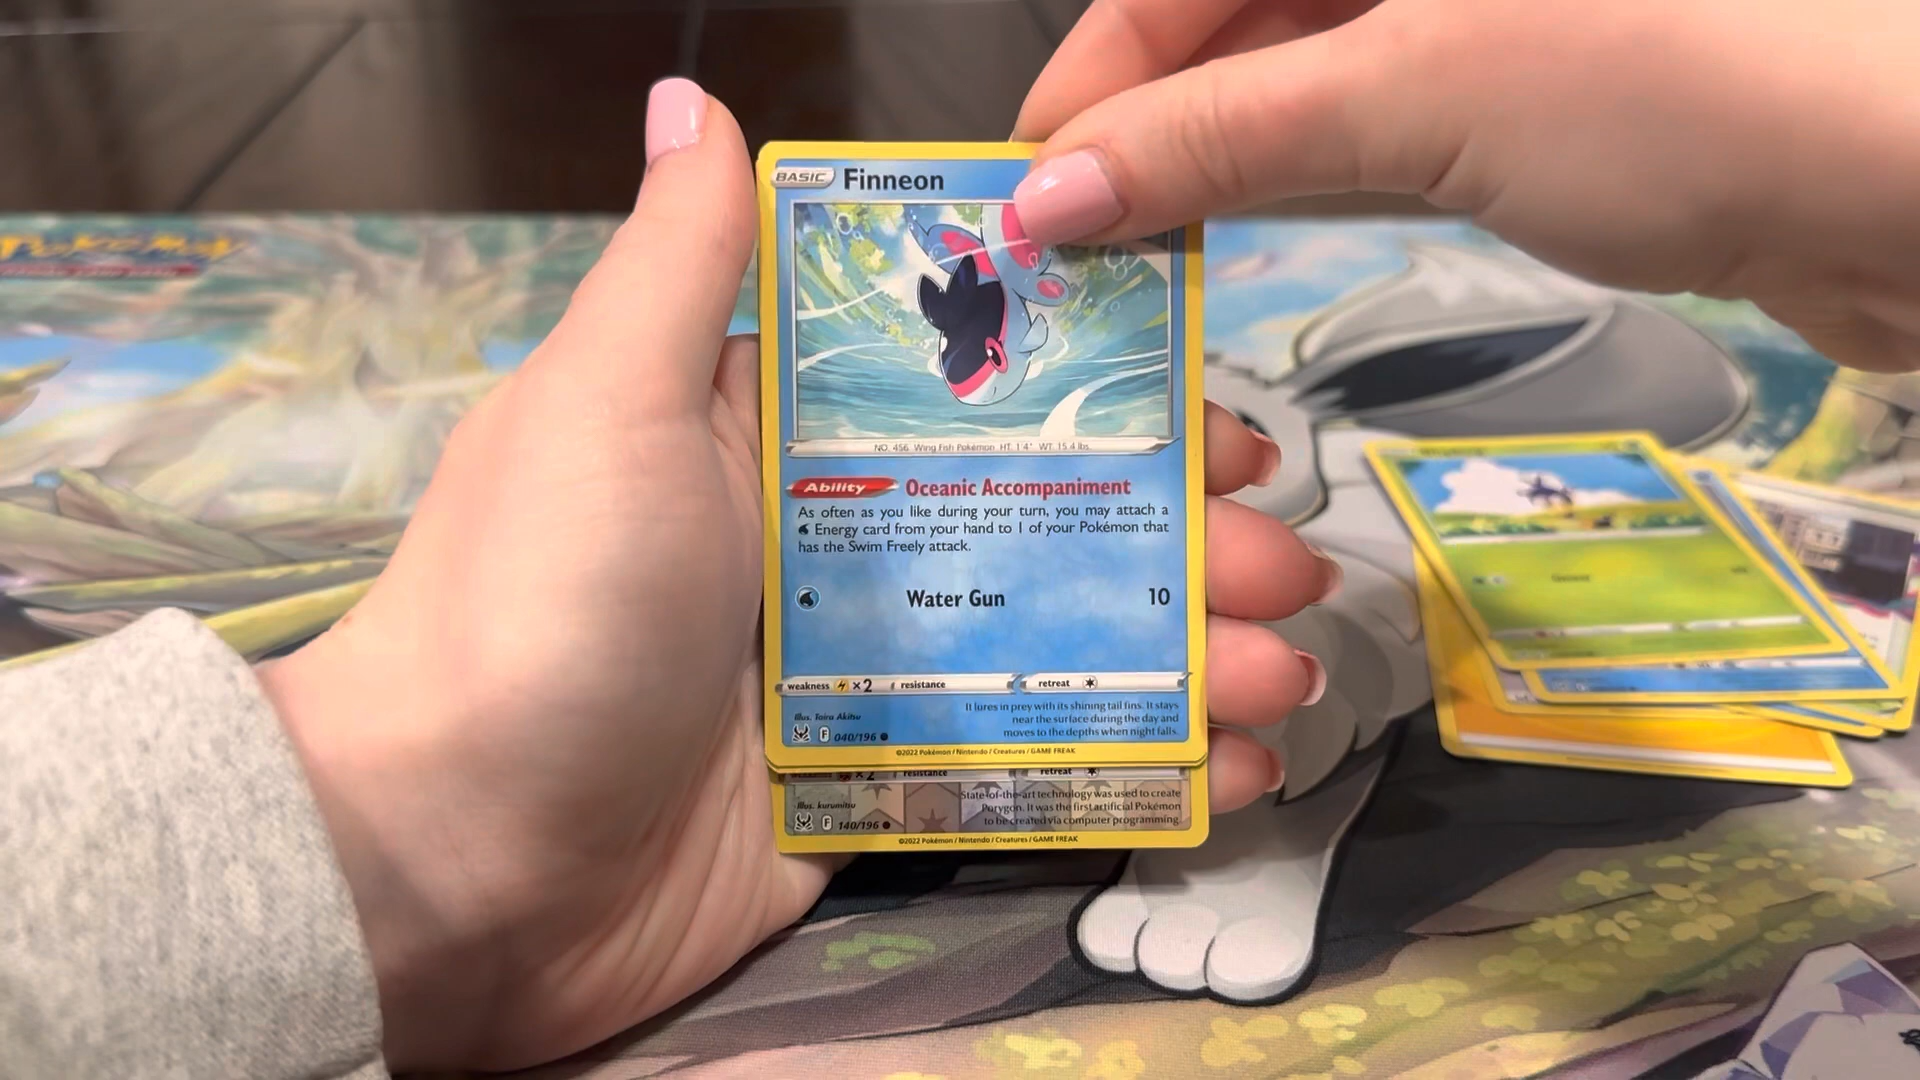 POKÉMON
BASIC Finneon
NO. 456 Wing Fish Pokémon HT: 1'4" WT: 15.4 lbs.
Ability Oceanic Accompaniment
As often as you like during your turn, you may attach a
Energy card from your hand to 1 of your Pokémon that
has the Swim Freely attack.
Water Gun 10
weakness ×2 resistance retreat
It lures in prey with its shining tail fins. It stays
near the surface during the day and
moves to the depths when night falls.
Illus. Taira Akitsu
F 040/196
©2022 Pokémon / Nintendo / Creatures / GAME FREAK
weakness ×2 resistance retreat
State-of-the-art technology was used to create
Porygon. It was the first artificial Pokémon
to be created via computer programming.
Illus. kurumitsu
F 140/196
©2022 Pokémon / Nintendo / Creatures / GAME FREAK